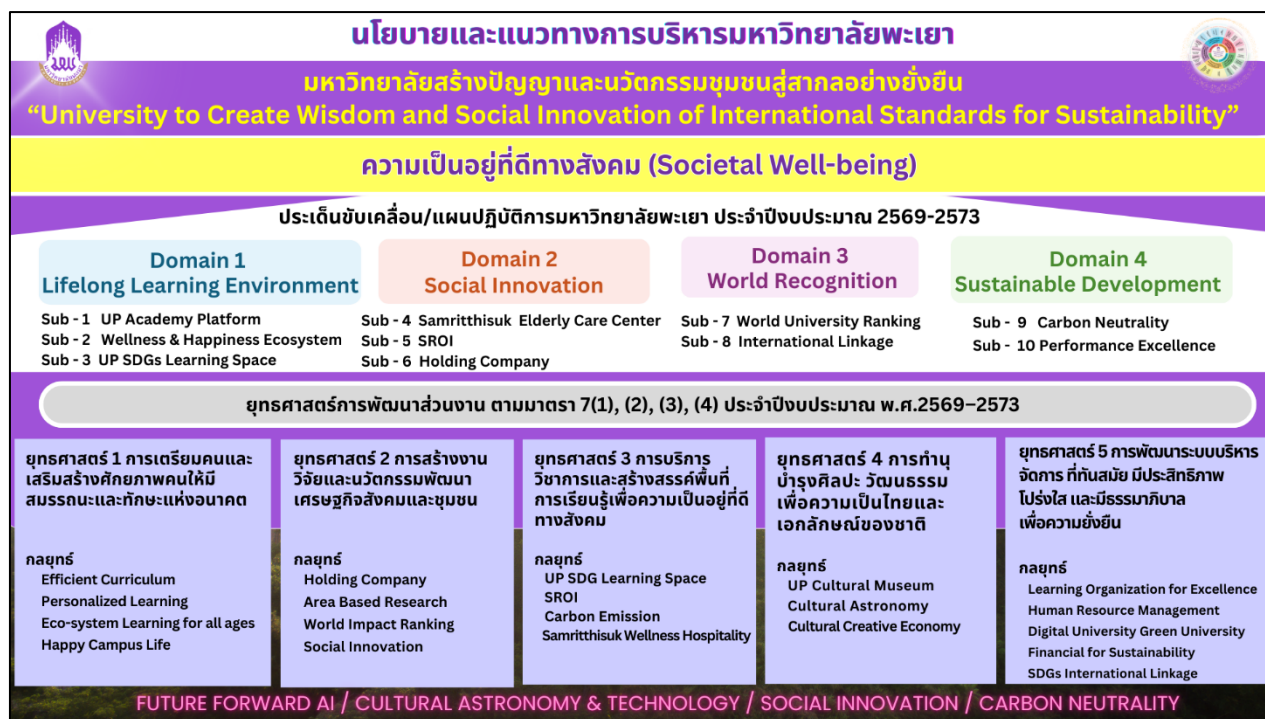 นโยบายและแนวทางการบริหารมหาวิทยาลัยพะเยา
มหาวิทยาลัยสร้างปัญญาและนวัตกรรมชุมชนสู่สากลอย่างยั่งยืน
“University to Create Wisdom and Social Innovation of International Standards for Sustainability”
ความเป็นอยู่ที่ดีทางสังคม (Societal Well-being)
ประเด็นขับเคลื่อน/แผนปฏิบัติการมหาวิทยาลัยพะเยา ประจำปีงบประมาณ 2569-2573
Domain 1
Lifelong Learning Environment
Sub - 1 UP Academy Platform
Sub - 2 Wellness & Happiness Ecosystem
Sub - 3 UP SDGs Learning Space
Domain 2
Social Innovation
Sub - 4 Samritthisuk Elderly Care Center
Sub - 5 SROI
Sub - 6 Holding Company
Domain 3
World Recognition
Sub - 7 World University Ranking
Sub - 8 International Linkage
Domain 4
Sustainable Development
Sub - 9 Carbon Neutrality
Sub - 10 Performance Excellence
ยุทธศาสตร์การพัฒนาส่วนงาน ตามมาตรา 7(1), (2), (3), (4) ประจำปีงบประมาณ พ.ศ.2569–2573
ยุทธศาสตร์ 1 การเตรียมคนและ
เสริมสร้างศักยภาพคนให้มี
สมรรถนะและทักษะแห่งอนาคต
กลยุทธ์
Efficient Curriculum
Personalized Learning
Eco-system Learning for all ages
Happy Campus Life
ยุทธศาสตร์ 2 การสร้างงาน
วิจัยและนวัตกรรมพัฒนา
เศรษฐกิจสังคมและชุมชน
กลยุทธ์
Holding Company
Area Based Research
World Impact Ranking
Social Innovation
ยุทธศาสตร์ 3 การบริการ
วิชาการและสร้างสรรค์พื้นที่
การเรียนรู้เพื่อความเป็นอยู่ที่ดี
ทางสังคม
กลยุทธ์
UP SDG Learning Space
SROI
Carbon Emission
Samritthisuk Wellness Hospitality
ยุทธศาสตร์ 4 การทำนุ
บำรุงศิลปะ วัฒนธรรม
เพื่อความเป็นไทยและ
เอกลักษณ์ของชาติ
กลยุทธ์
UP Cultural Museum
Cultural Astronomy
Cultural Creative Economy
ยุทธศาสตร์ 5 การพัฒนาระบบบริหาร
จัดการ ที่ทันสมัย มีประสิทธิภาพ
โปร่งใส และมีธรรมาภิบาล
เพื่อความยั่งยืน
กลยุทธ์
Learning Organization for Excellence
Human Resource Management
Digital University Green University
Financial for Sustainability
SDGs International Linkage
FUTURE FORWARD AI / CULTURAL ASTRONOMY & TECHNOLOGY / SOCIAL INNOVATION / CARBON NEUTRALITY